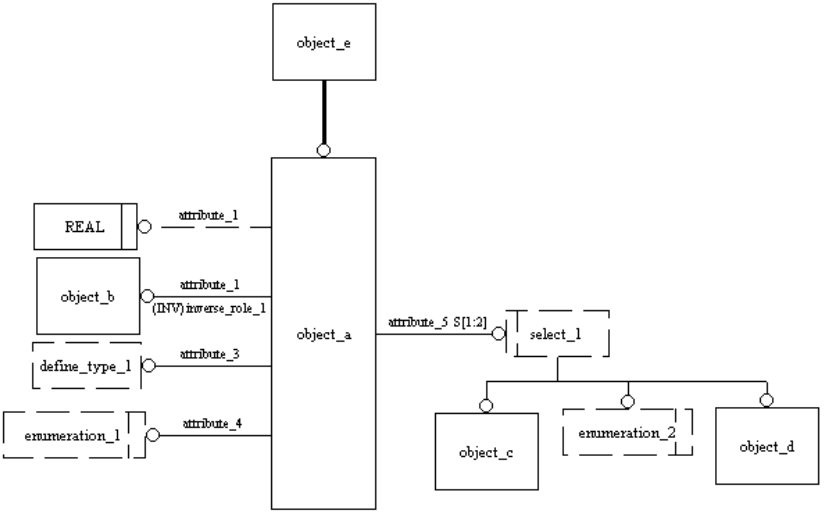 object_e
attribute_1
REAL
attribute_1
object_b
(INV) inverse_role_1
object_a
attribute_5 S[1:2]
select_1
attribute_3
define_type_1
attribute_4
enumeration_1
enumeration_2
object_c
object_d